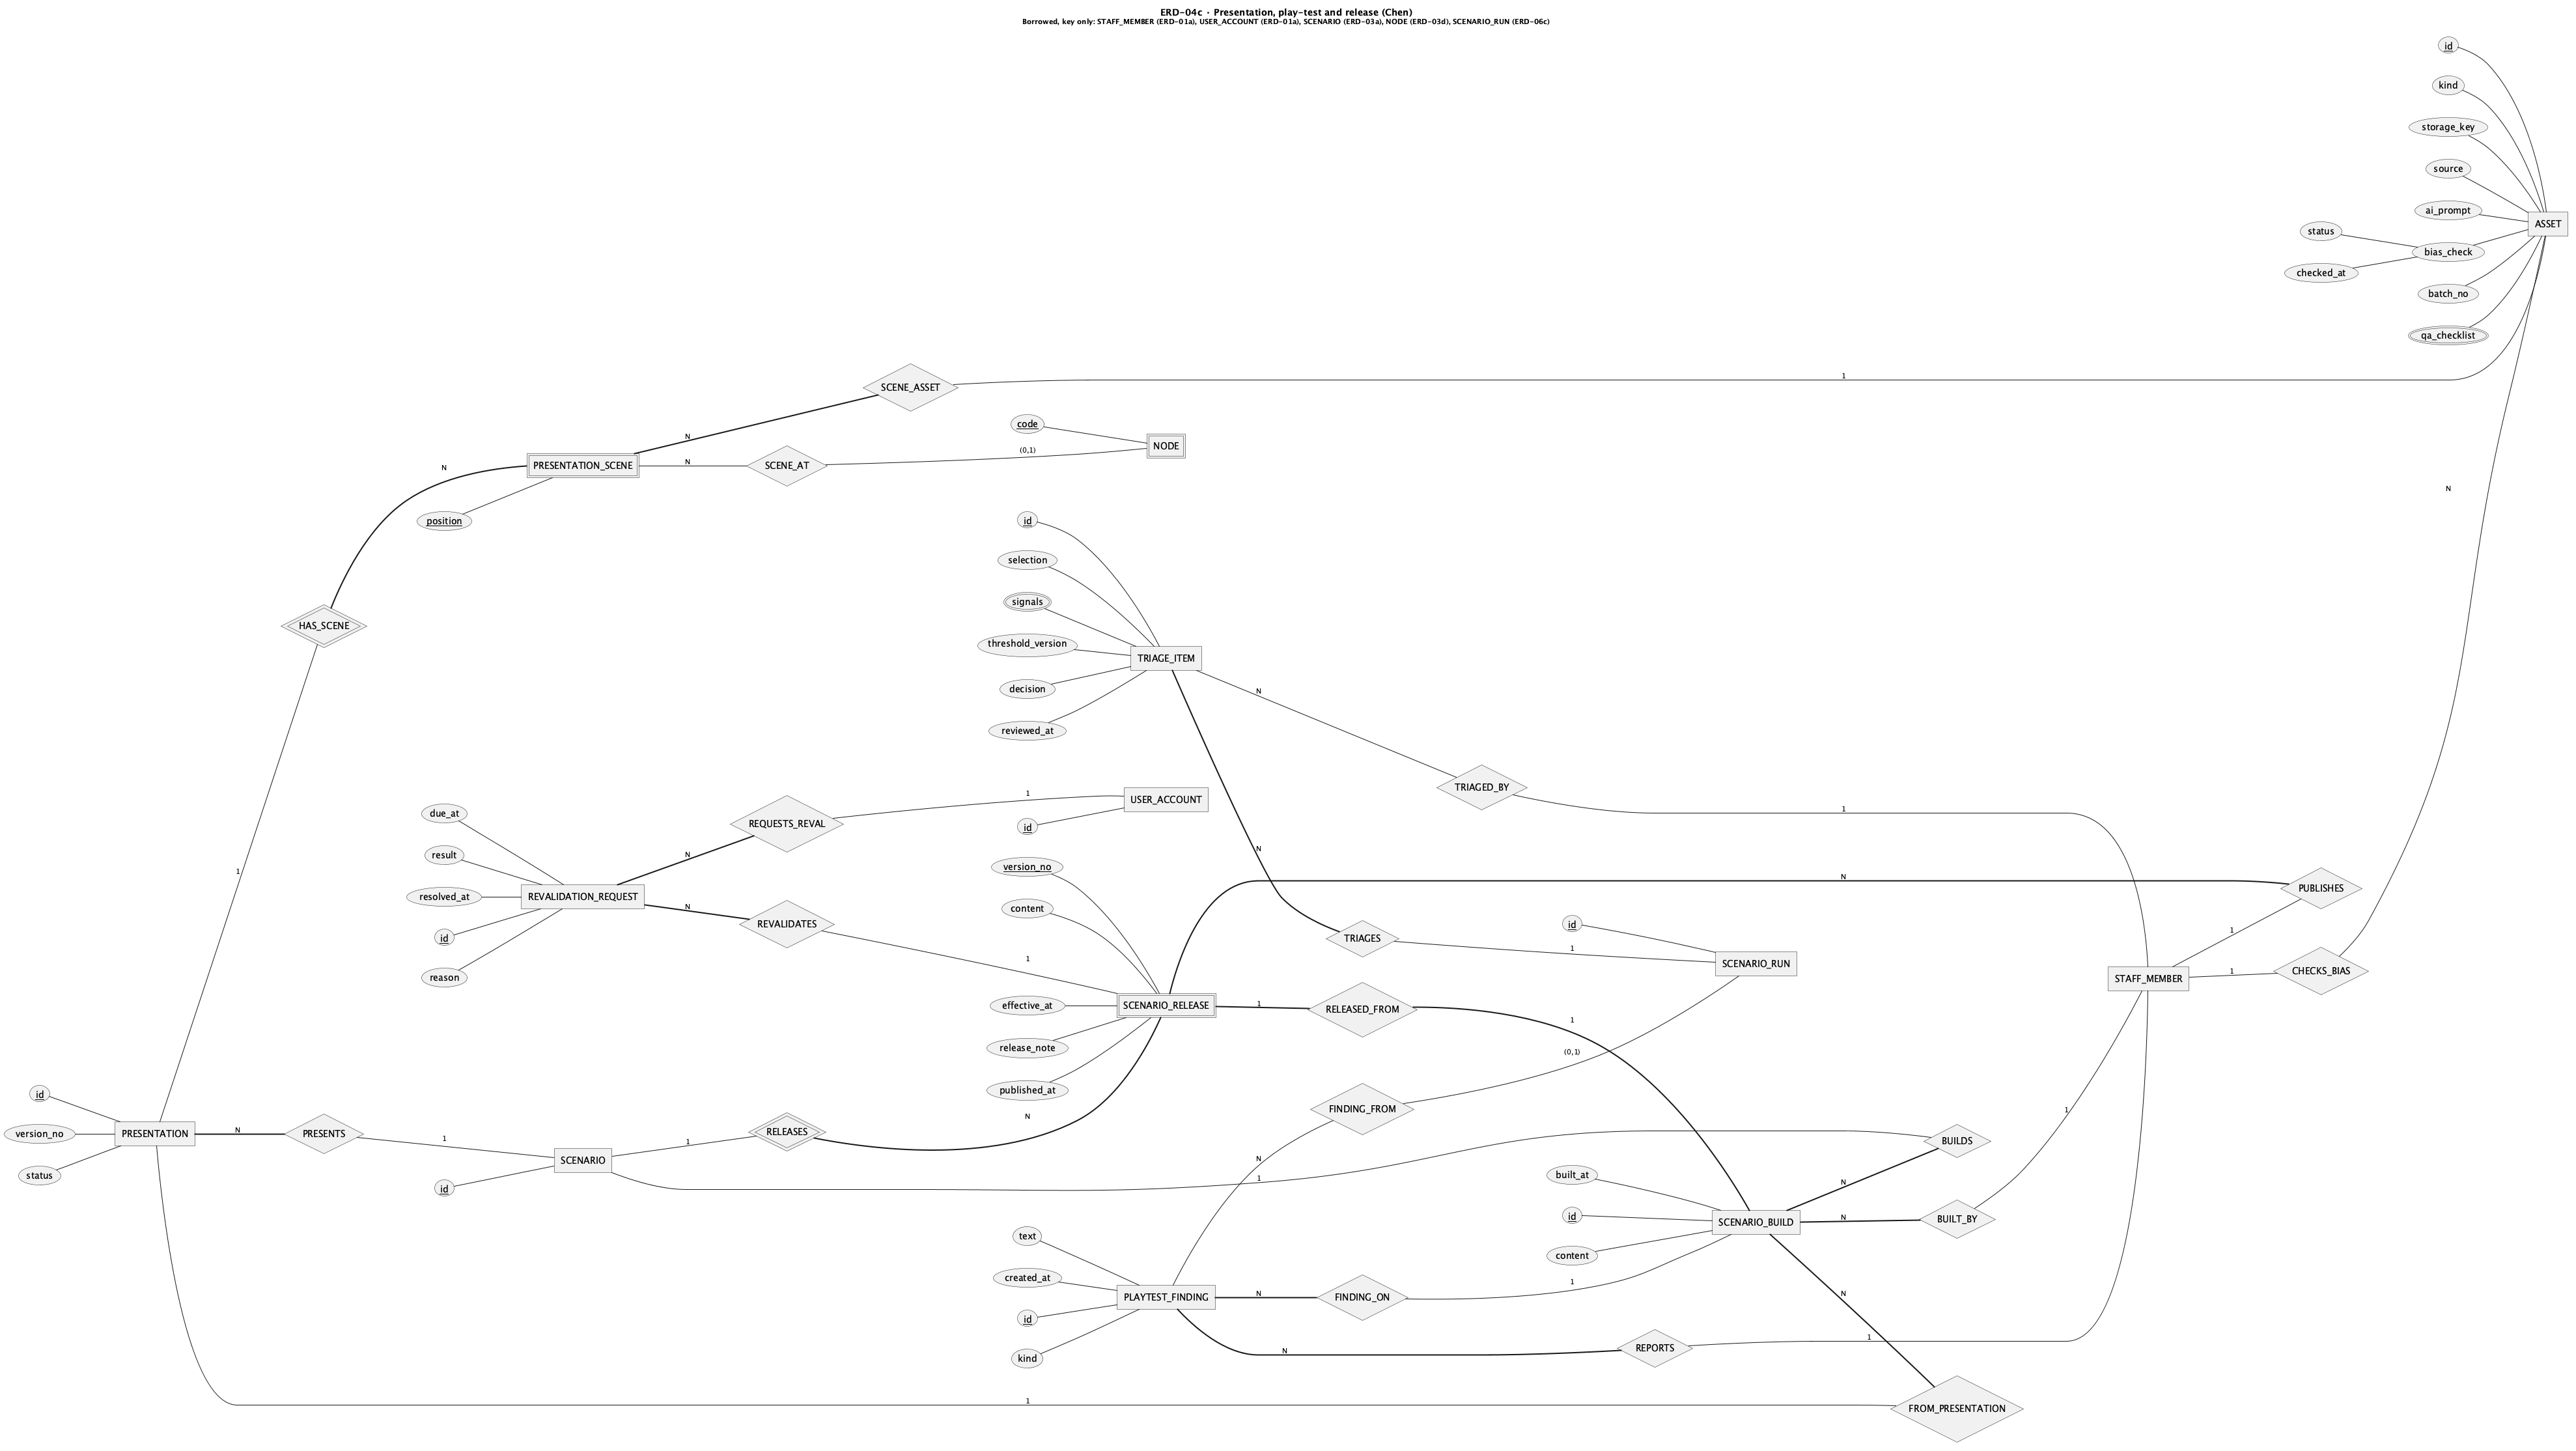 ERD-04c · Presentation, play-test and release (Chen)
Borrowed, key only: STAFF_MEMBER (ERD-01a), USER_ACCOUNT (ERD-01a), SCENARIO (ERD-03a), NODE (ERD-03d), SCENARIO_RUN (ERD-06c)
id
kind
storage_key
source
ai_prompt
ASSET
status
bias_check
checked_at
batch_no
qa_checklist
SCENE_ASSET
1
code
N
NODE
PRESENTATION_SCENE
N
SCENE_AT
(0,1)
N
position
N
id
selection
signals
HAS_SCENE
threshold_version
TRIAGE_ITEM
decision
N
reviewed_at
TRIAGED_BY
1
due_at
REQUESTS_REVAL
1
USER_ACCOUNT
id
result
N
N
1
version_no
N
PUBLISHES
resolved_at
REVALIDATION_REQUEST
N
REVALIDATES
content
id
id
TRIAGES
1
1
reason
1
SCENARIO_RUN
STAFF_MEMBER
1
CHECKS_BIAS
effective_at
SCENARIO_RELEASE
1
RELEASED_FROM
1
release_note
(0,1)
published_at
id
N
FINDING_FROM
1
version_no
PRESENTATION
N
PRESENTS
1
1
RELEASES
BUILDS
status
SCENARIO
N
id
1
built_at
N
id
SCENARIO_BUILD
N
BUILT_BY
text
content
created_at
1
id
PLAYTEST_FINDING
N
FINDING_ON
N
kind
N
REPORTS
1
1
FROM_PRESENTATION